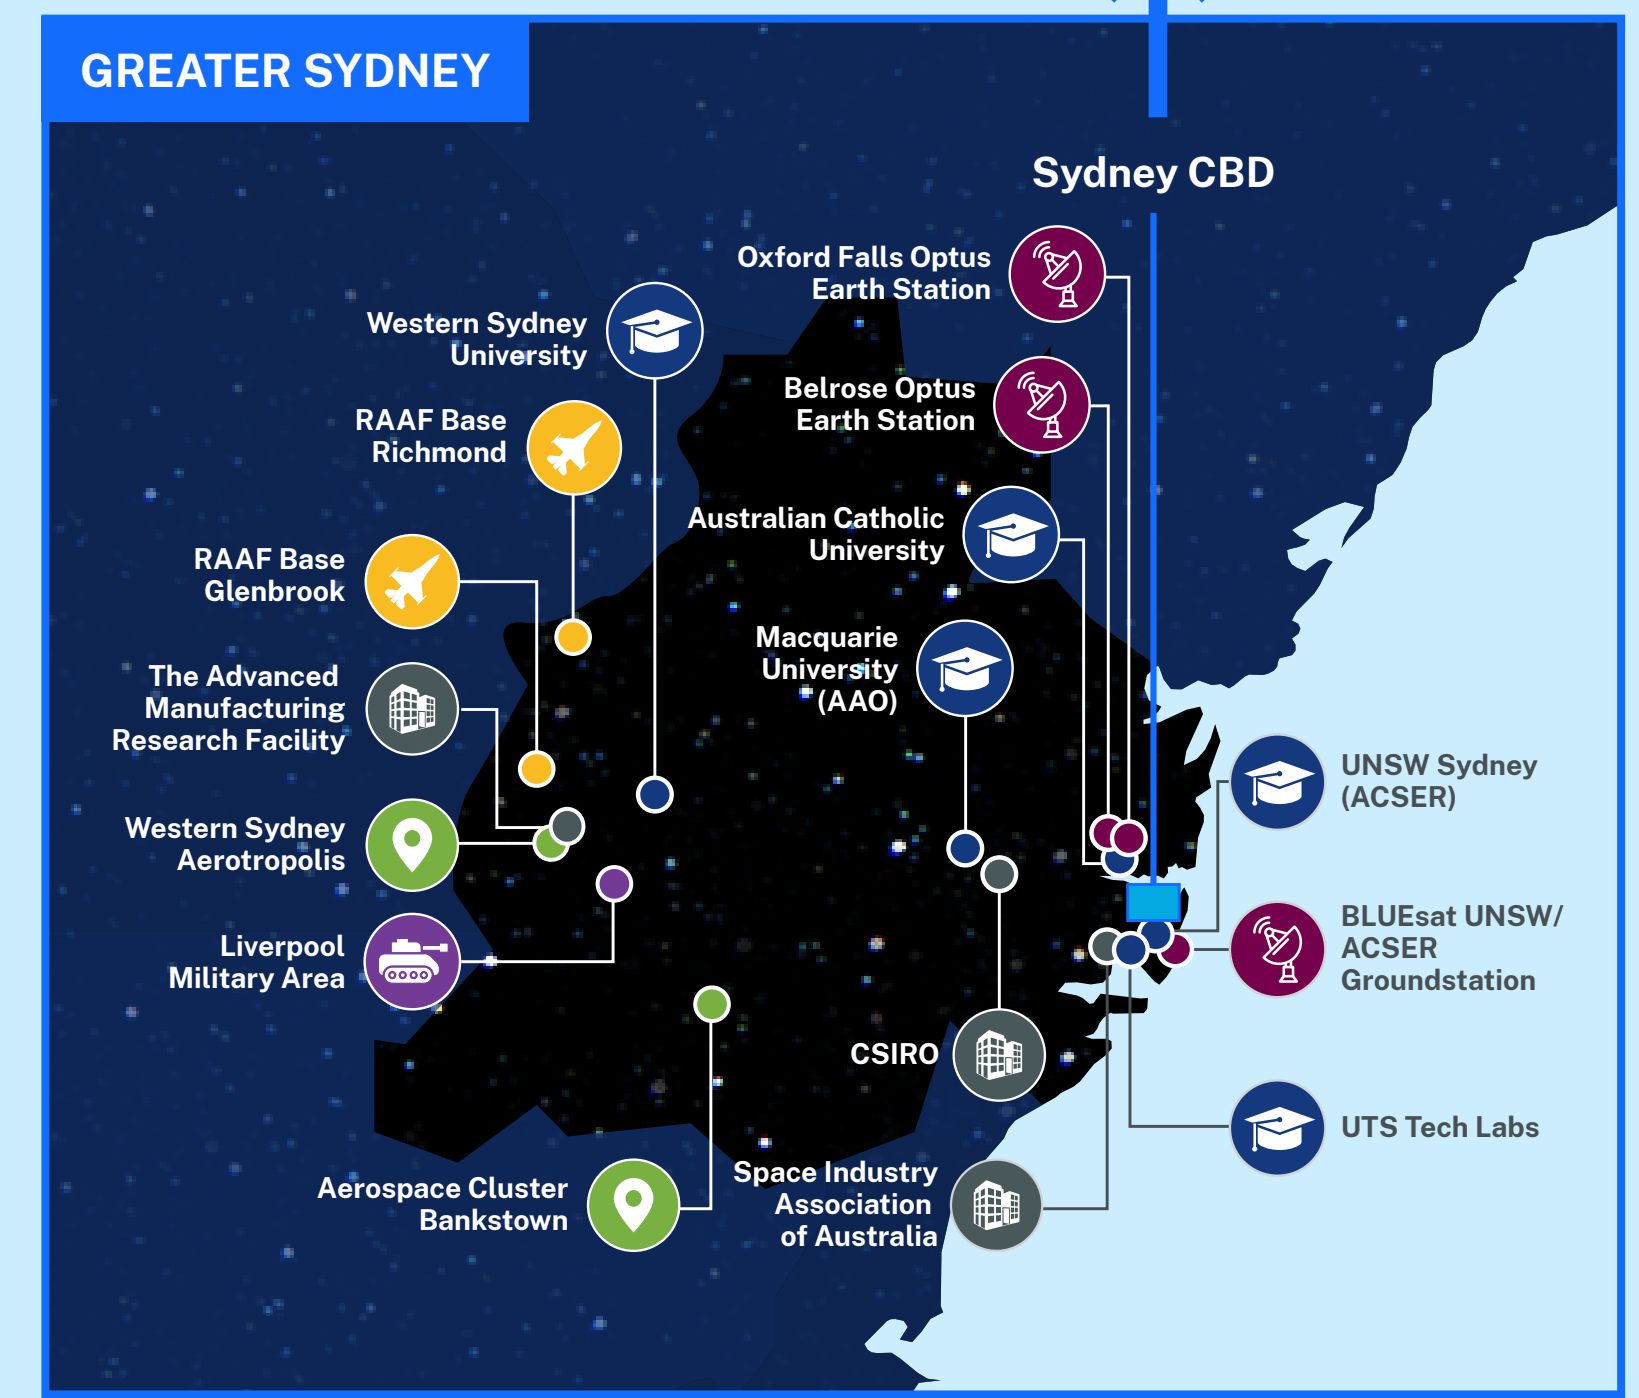 GREATER SYDNEY
Sydney CBD
Oxford Falls Optus
Earth Station
Western Sydney
University
Belrose Optus
Earth Station
RAAF Base
Richmond
Australian Catholic
University
RAAF Base
Glenbrook
Macquarie
University
(AAO)
The Advanced
Manufacturing
Research Facility
UNSW Sydney
(ACSER)
Western Sydney
Aerotropolis
BLUEsat UNSW/
ACSER
Groundstation
Liverpool
Military Area
CSIRO
UTS Tech Labs
Aerospace Cluster
Bankstown
Space Industry
Association
of Australia